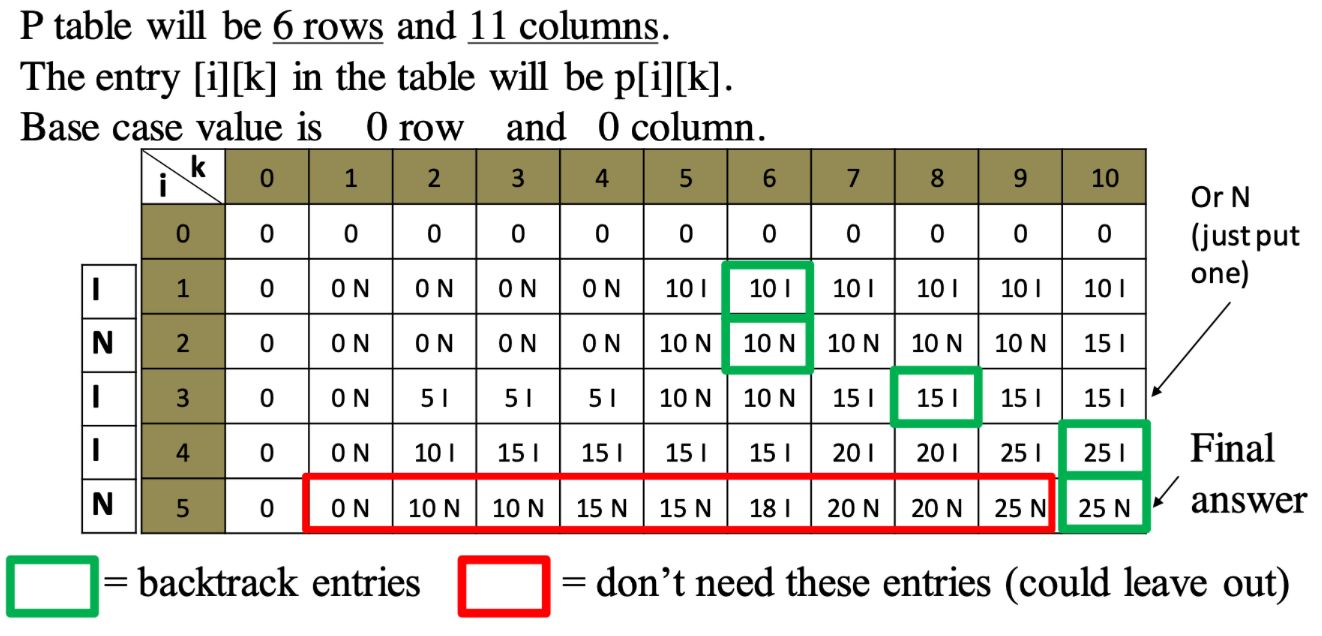 P table will be 6 rows and 11 columns.
The entry [i][k] in the table will be p[i][k].
Base case value is 0 row and 0 column.
i k 0 1 2 3 4 5 6 7 8 9 10
0 0 0 0 0 0 0 0 0 0 0 0
I 1 0 0 N 0 N 0 N 0 N 10 I 10 I 10 I 10 I 10 I 10 I
N 2 0 0 N 0 N 0 N 0 N 10 N 10 N 10 N 10 N 10 N 15 I
I 3 0 0 N 5 I 5 I 5 I 10 N 10 N 15 I 15 I 15 I 15 I
I 4 0 0 N 10 I 15 I 15 I 15 I 15 I 20 I 20 I 25 I 25 I
N 5 0 0 N 10 N 10 N 15 N 15 N 18 I 20 N 20 N 25 N 25 N
Or N
(just put
one)
Final
answer
= backtrack entries
= don't need these entries (could leave out)